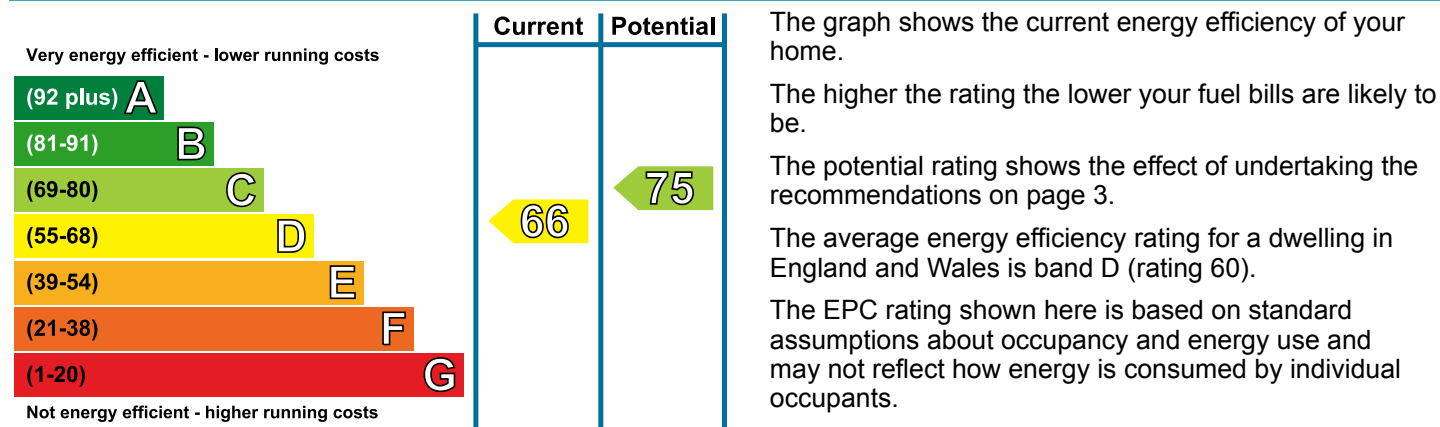 Current Potential
Very energy efficient - lower running costs
(92 plus) A
(81-91) B
(69-80) C
75
(55-68) D
66
(39-54) E
(21-38) F
(1-20) G
Not energy efficient - higher running costs
The graph shows the current energy efficiency of your
home.
The higher the rating the lower your fuel bills are likely to
be.
The potential rating shows the effect of undertaking the
recommendations on page 3.
The average energy efficiency rating for a dwelling in
England and Wales is band D (rating 60).
The EPC rating shown here is based on standard
assumptions about occupancy and energy use and
may not reflect how energy is consumed by individual
occupants.